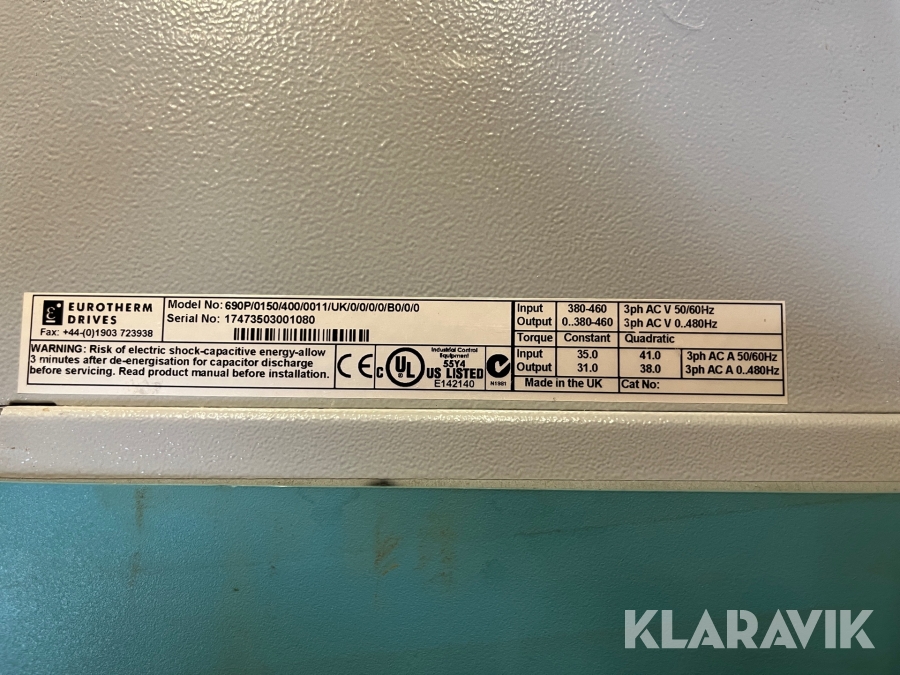 EUROTHERM
DRIVES
Fax: +44-(0)1903 723938
Model No: 690P/0150/400/0011/UK/0/0/0/0/B0/0/0
Serial No: 17473503001080
WARNING: Risk of electric shock-capacitive energy-allow
3 minutes after de-energisation for capacitor discharge
before servicing. Read product manual before installation.
CE
C UL US LISTED
Industrial Control
Equipment
55Y4
E142140
N1981
Input 380-460 3ph AC V 50/60Hz
Output 0..380-460 3ph AC V 0..480Hz
Torque Constant Quadratic
Input 35.0 41.0 3ph AC A 50/60Hz
Output 31.0 38.0 3ph AC A 0..480Hz
Made in the UK Cat No:
KLARAVIK